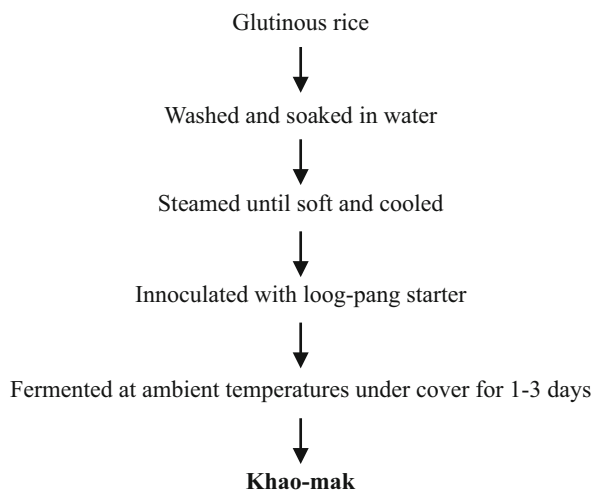 Glutinous rice
Washed and soaked in water
Steamed until soft and cooled
Innoculated with loog-pang starter
Fermented at ambient temperatures under cover for 1-3 days
Khao-mak